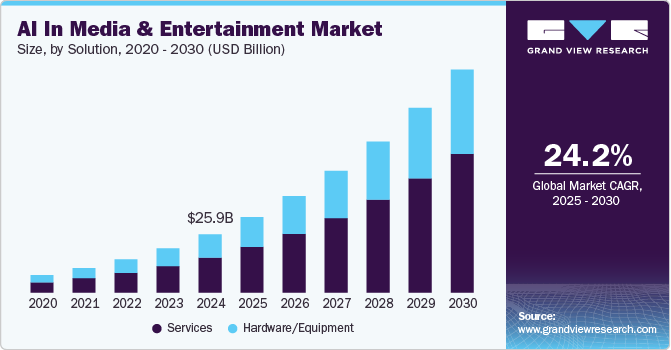 AI In Media & Entertainment Market
Size, by Solution, 2020 - 2030 (USD Billion)
$25.9B
2020 2021 2022 2023 2024 2025 2026 2027 2028 2029 2030
Services Hardware/Equipment
GRAND VIEW RESEARCH
24.2%
Global Market CAGR,
2025 - 2030
Source:
www.grandviewresearch.com